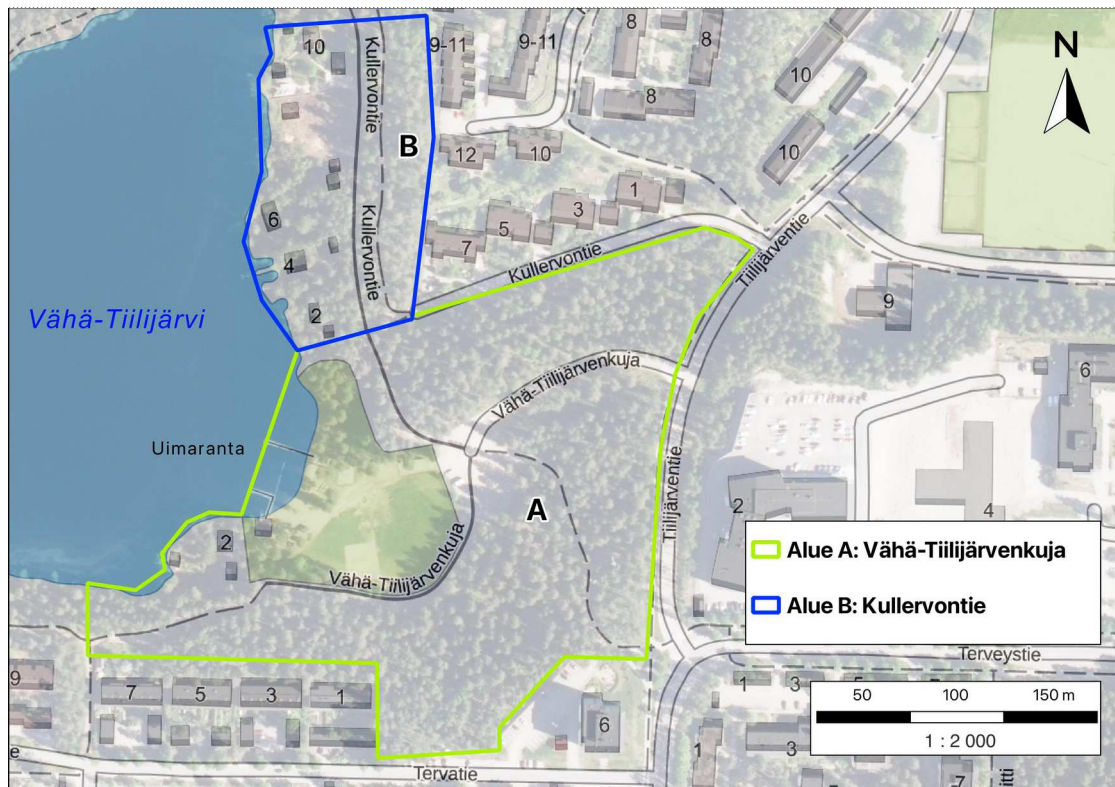 10
Kullervontie
9-11
9-11
8
8
N
10
8
B
12
10
10
Kullervontie
1
6
3
5
7
4
Kullervontie
Tiilijärventie
9
2
Vähä-Tiilijärvi
Vähä-Tiilijärvenkuja
6
Uimaranta
Tiilijärventie
2
A
4
2
Vähä-Tiilijärvenkuja
Alue A: Vähä-Tiilijärvenkuja
Alue B: Kullervontie
Terveystie
9
7
5
3
1
1
3
5
6
50
100
150 m
1 : 2 000
1
3
7
e
Tervatie
itti